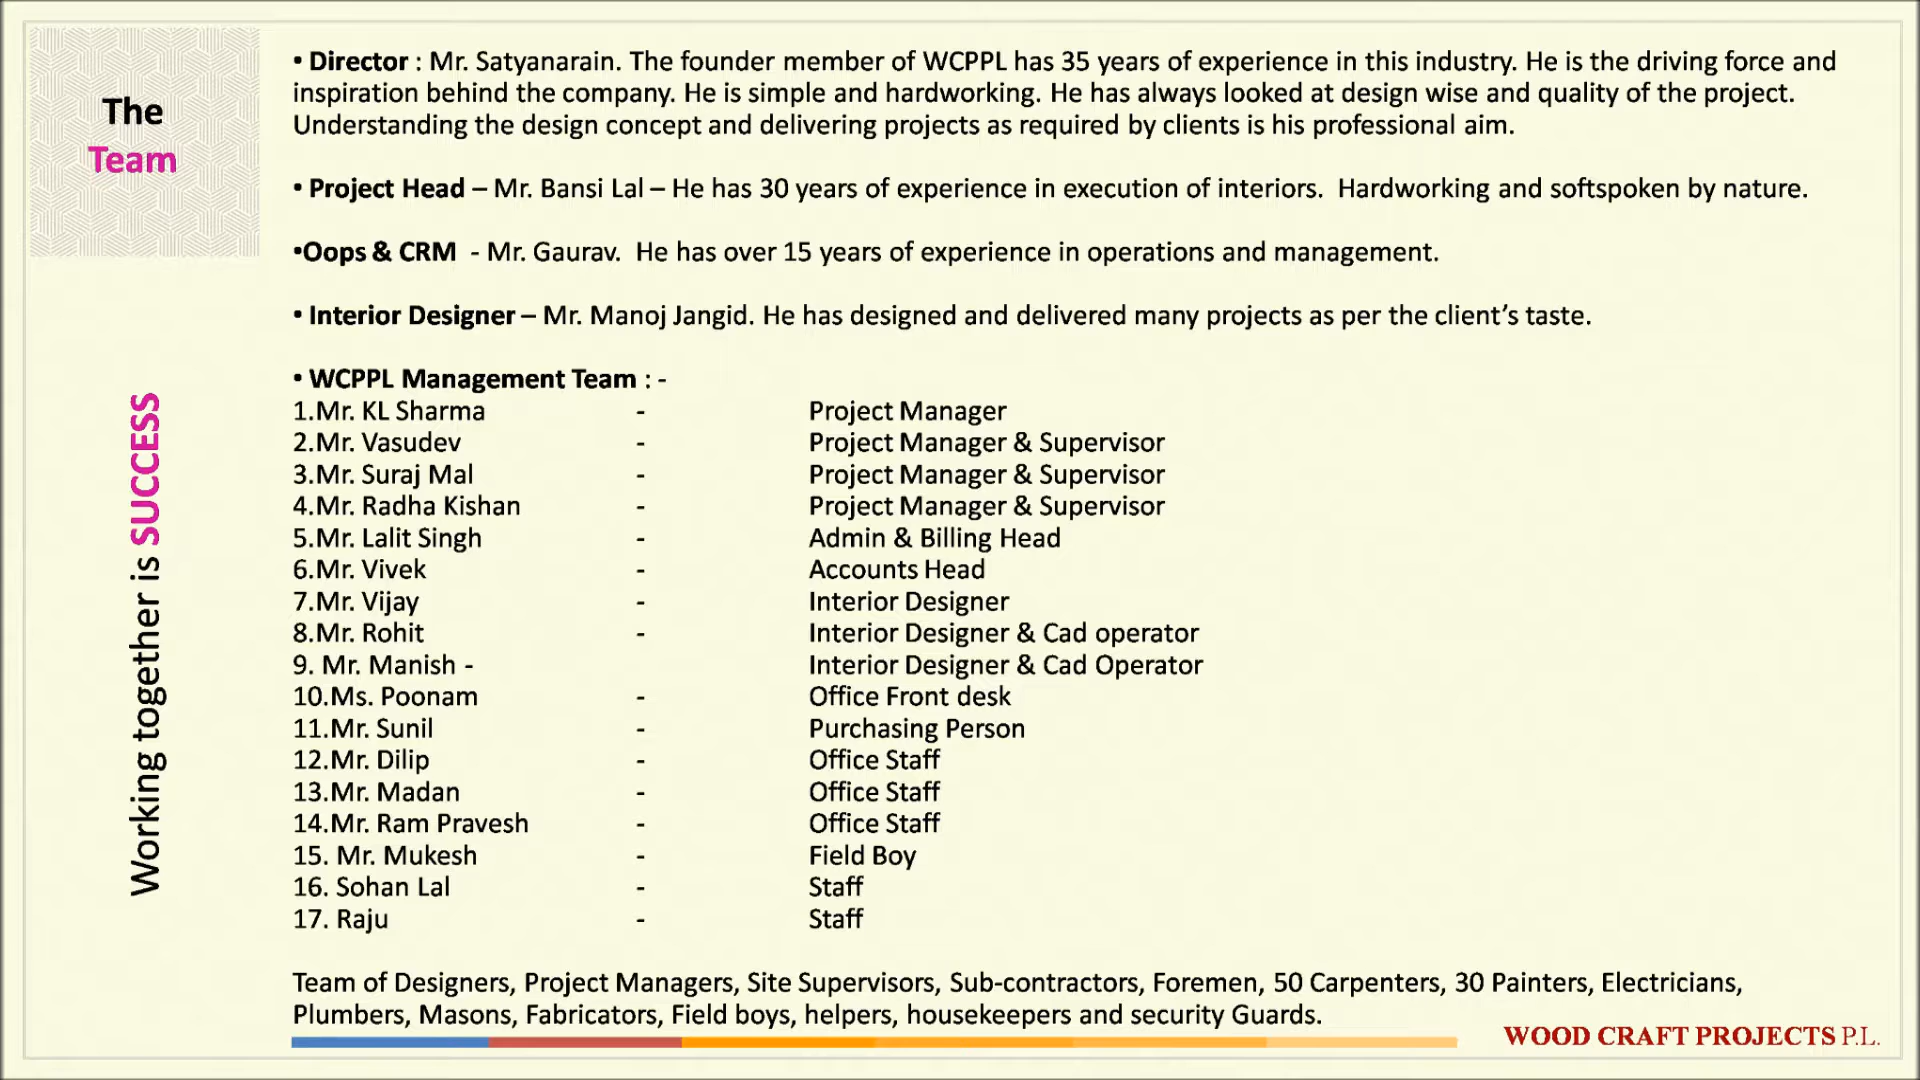 The
Team
Working together is SUCCESS
• Director : Mr. Satyanarain. The founder member of WCPPL has 35 years of experience in this industry. He is the driving force and
inspiration behind the company. He is simple and hardworking. He has always looked at design wise and quality of the project.
Understanding the design concept and delivering projects as required by clients is his professional aim.
• Project Head – Mr. Bansi Lal – He has 30 years of experience in execution of interiors.  Hardworking and softspoken by nature.
•Oops & CRM  - Mr. Gaurav.  He has over 15 years of experience in operations and management.
• Interior Designer – Mr. Manoj Jangid. He has designed and delivered many projects as per the client’s taste.
• WCPPL Management Team : -
1.Mr. KL Sharma - Project Manager
2.Mr. Vasudev - Project Manager & Supervisor
3.Mr. Suraj Mal - Project Manager & Supervisor
4.Mr. Radha Kishan - Project Manager & Supervisor
5.Mr. Lalit Singh - Admin & Billing Head
6.Mr. Vivek - Accounts Head
7.Mr. Vijay - Interior Designer
8.Mr. Rohit - Interior Designer & Cad operator
9. Mr. Manish - Interior Designer & Cad Operator
10.Ms. Poonam - Office Front desk
11.Mr. Sunil - Purchasing Person
12.Mr. Dilip - Office Staff
13.Mr. Madan - Office Staff
14.Mr. Ram Pravesh - Office Staff
15. Mr. Mukesh - Field Boy
16. Sohan Lal - Staff
17. Raju - Staff
Team of Designers, Project Managers, Site Supervisors, Sub-contractors, Foremen, 50 Carpenters, 30 Painters, Electricians,
Plumbers, Masons, Fabricators, Field boys, helpers, housekeepers and security Guards.
WOOD CRAFT PROJECTS P.L.